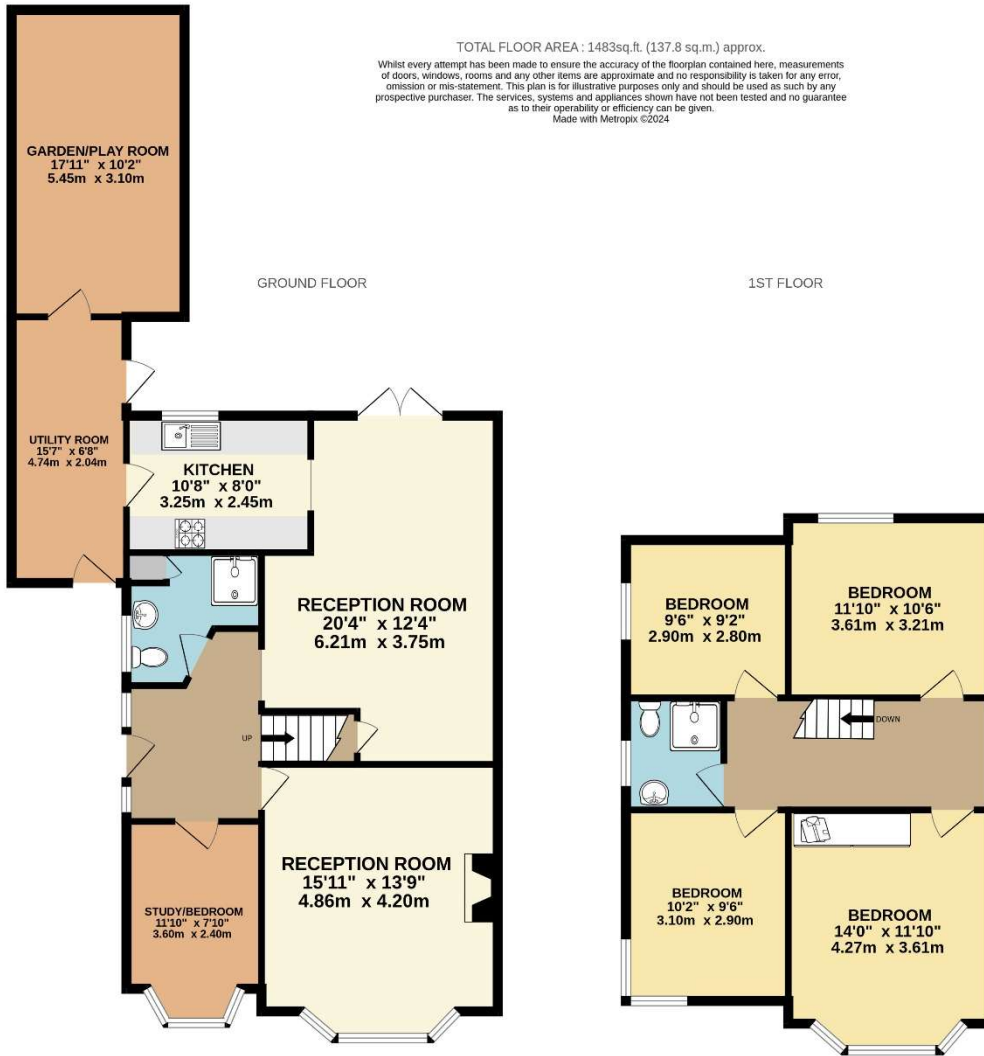 TOTAL FLOOR AREA : 1483sq.ft. (137.8 sq.m.) approx.
Whilst every attempt has been made to ensure the accuracy of the floorplan contained here, measurements
of doors, windows, rooms and any other items are approximate and no responsibility is taken for any error,
omission or mis-statement. This plan is for illustrative purposes only and should be used as such by any
prospective purchaser. The services, systems and appliances shown have not been tested and no guarantee
as to their operability or efficiency can be given.
Made with Metropix ©2024
GROUND FLOOR
GARDEN/PLAY ROOM
17'11" x 10'2"
5.45m x 3.10m
UTILITY ROOM
15'7" x 6'8"
4.74m x 2.04m
KITCHEN
10'8" x 8'0"
3.25m x 2.45m
RECEPTION ROOM
20'4" x 12'4"
6.21m x 3.75m
UP
RECEPTION ROOM
15'11" x 13'9"
4.86m x 4.20m
STUDY/BEDROOM
11'10" x 7'10"
3.60m x 2.40m
1ST FLOOR
BEDROOM
9'6" x 9'2"
2.90m x 2.80m
BEDROOM
11'10" x 10'6"
3.61m x 3.21m
DOWN
BEDROOM
10'2" x 9'6"
3.10m x 2.90m
BEDROOM
14'0" x 11'10"
4.27m x 3.61m